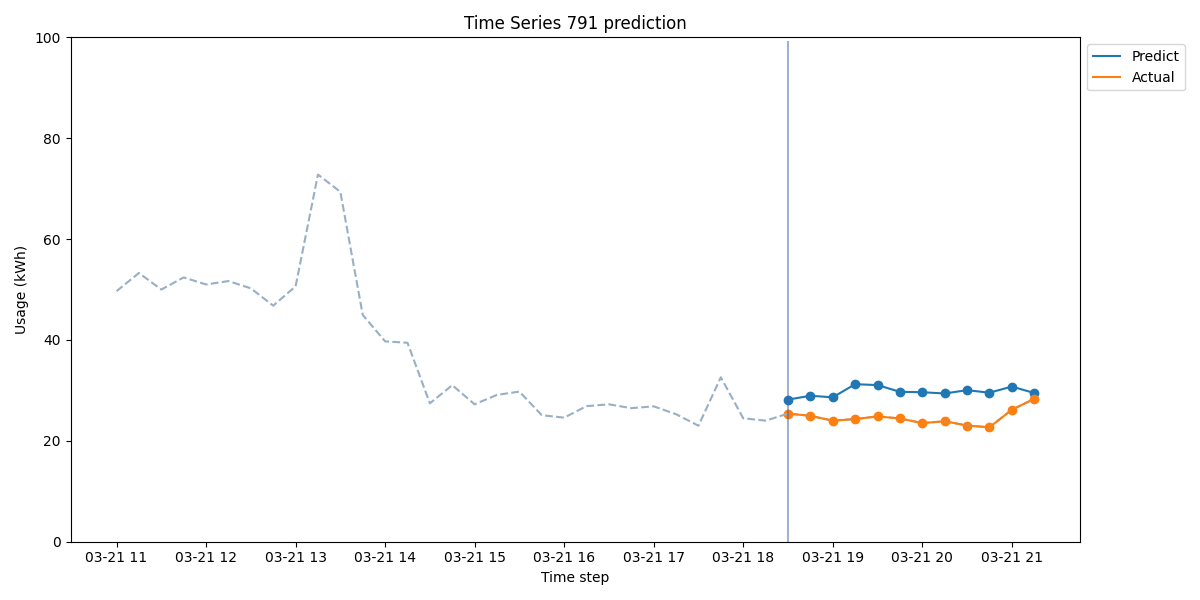 Time Series 791 prediction
Predict
Actual
Usage (kWh)
100
80
60
40
20
0
03-21 11 03-21 12 03-21 13 03-21 14 03-21 15 03-21 16 03-21 17 03-21 18 03-21 19 03-21 20 03-21 21
Time step